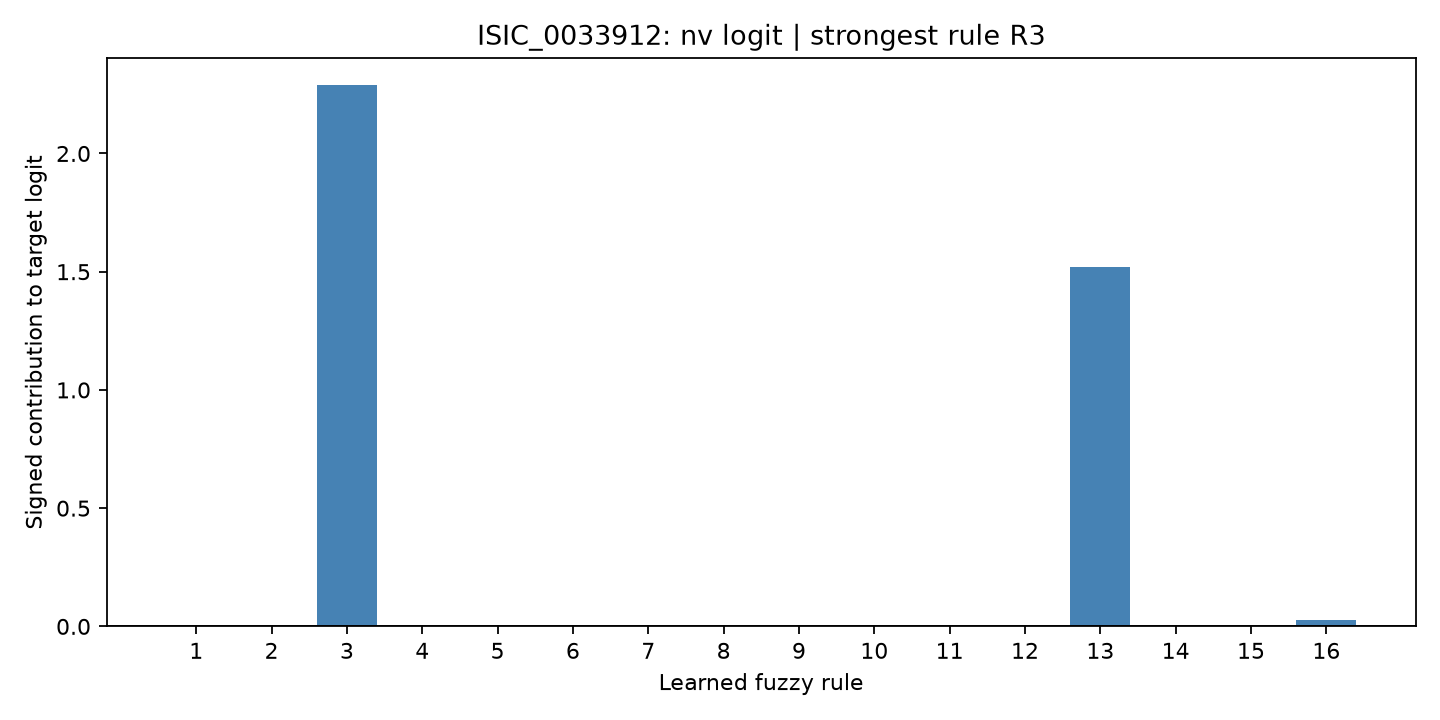 ISIC_0033912: nv logit | strongest rule R3
Signed contribution to target logit
2.0
1.5
1.0
0.5
0.0
1 2 3 4 5 6 7 8 9 10 11 12 13 14 15 16
Learned fuzzy rule